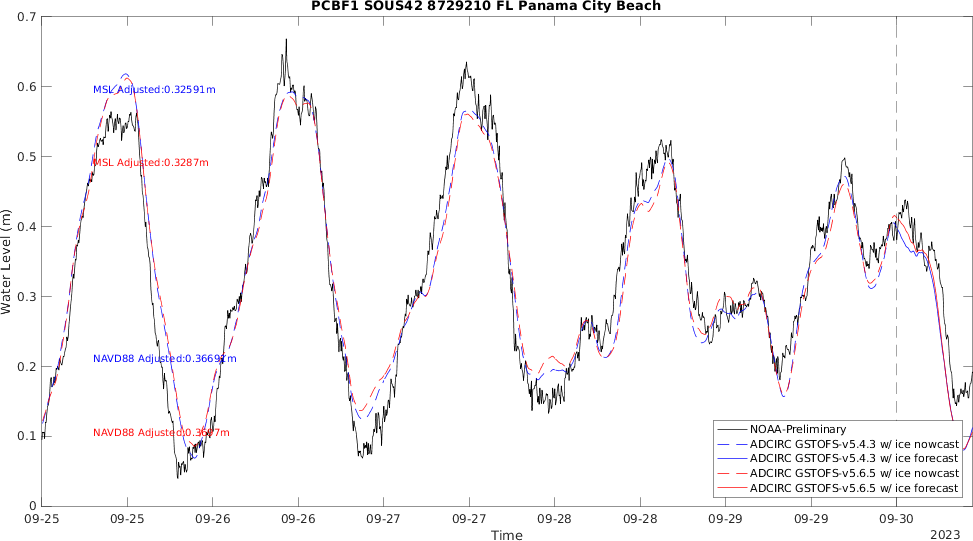 PCBF1 SOUS42 8729210 FL Panama City Beach
0.7
0.6
0.5
0.4
0.3
0.2
0.1
0
Water Level (m)
MSL Adjusted:0.32591m
MSL Adjusted:0.3287m
NAVD88 Adjusted:0.36692m
NAVD88 Adjusted:0.3697m
NOAA-Preliminary
ADCIRC GSTOFS-v5.4.3 w/ ice nowcast
ADCIRC GSTOFS-v5.4.3 w/ ice forecast
ADCIRC GSTOFS-v5.6.5 w/ ice nowcast
ADCIRC GSTOFS-v5.6.5 w/ ice forecast
09-25 09-25 09-26 09-26 09-27 09-27 09-28 09-28 09-29 09-29 09-30
Time
2023